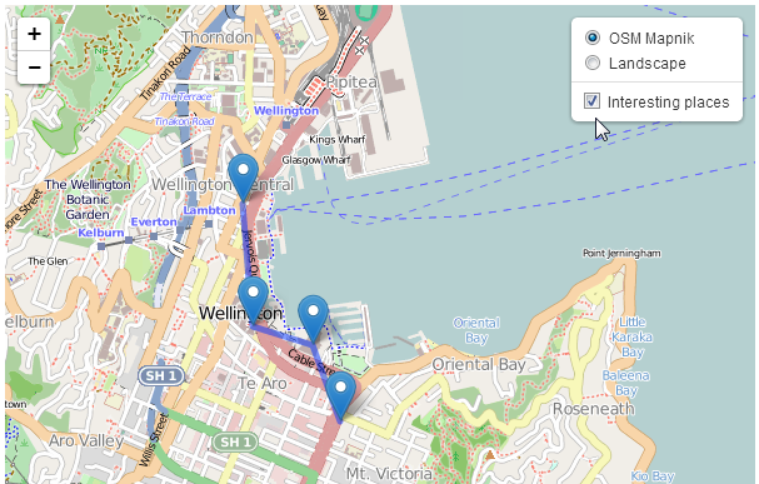 +
−
OSM Mapnik
Landscape
Interesting places
Thorndon
Tinakori Road
The Terrace
Tinakori Road
Pipitea
Wellington
Kings Wharf
Glasgow Wharf
The Wellington
Botanic
Garden
Wellington Central
Lambton
Everton
Kelburn
The Glen
Jervois Qu
Point Jerningham
Wellington
elburn
Cable Stre
Oriental
Bay
Oriental Bay
Little
Karaka
Bay
Baleena
Bay
SH 1
Te Aro
Roseneath
town
Aro Valley
Willis Street
SH 1
Mt. Victoria
Kio Bay